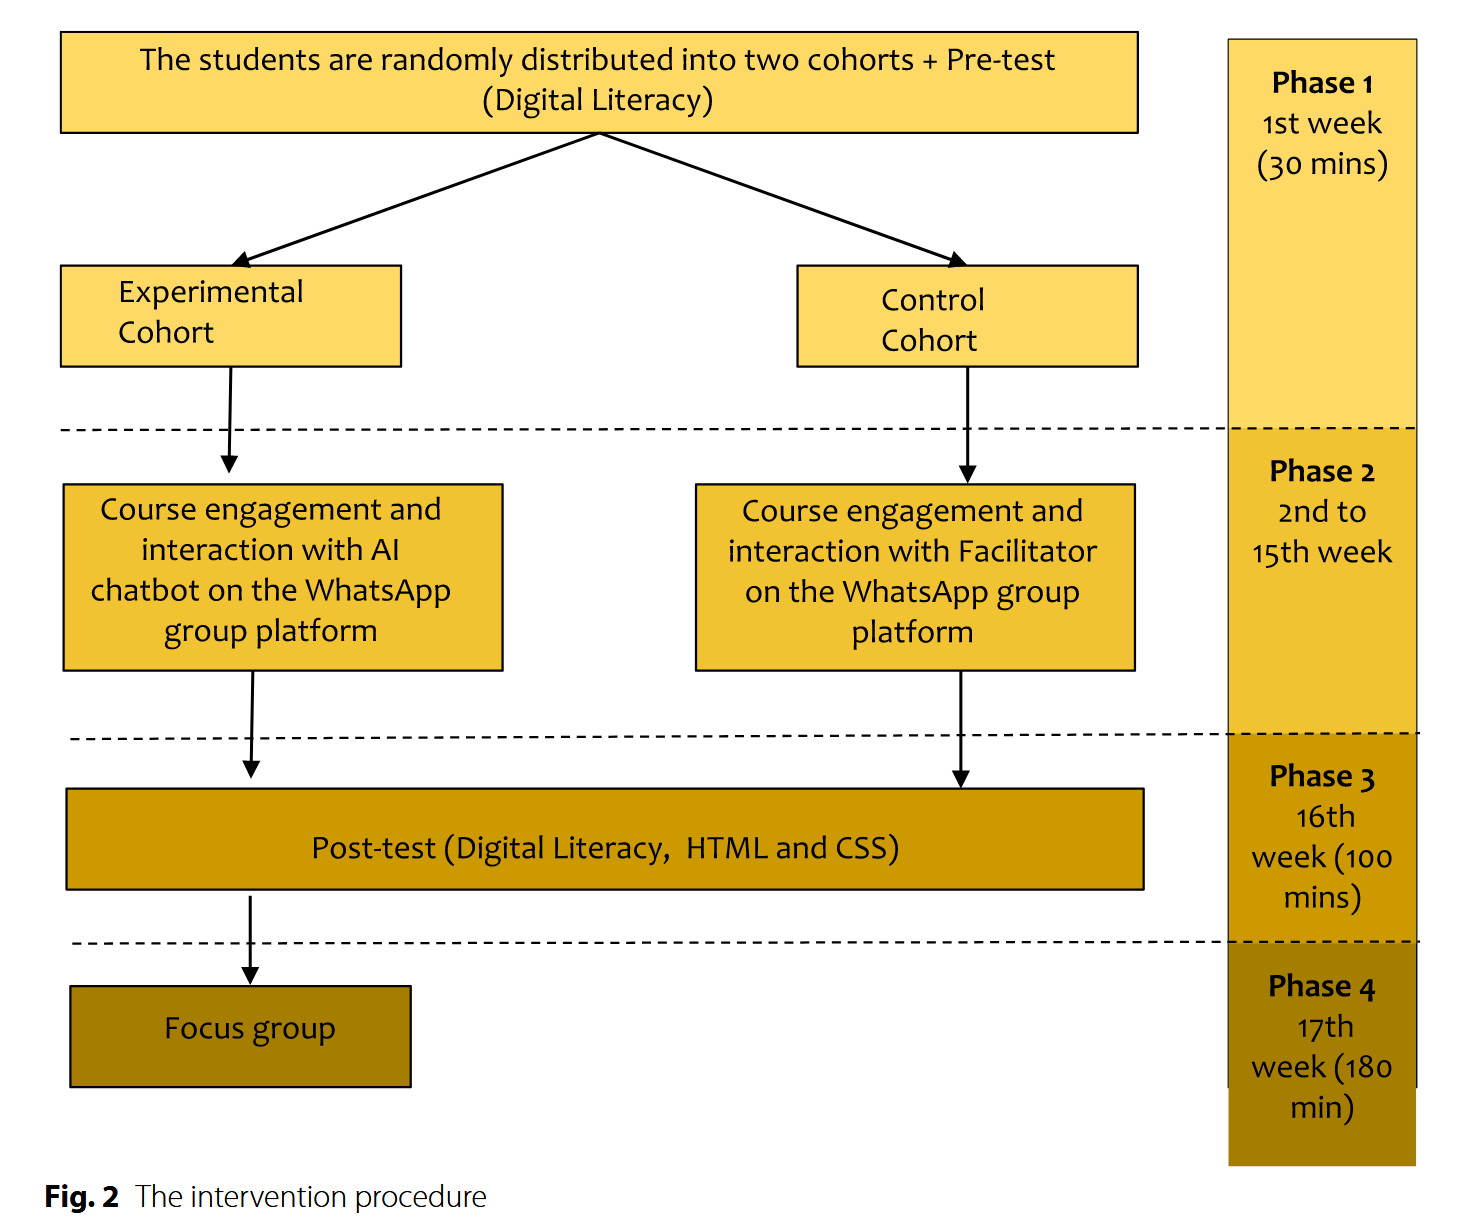 The students are randomly distributed into two cohorts + Pre-test
(Digital Literacy)
Phase 1
1st week
(30 mins)
Experimental
Cohort
Control
Cohort
Phase 2
2nd to
15th week
Course engagement and
interaction with AI
chatbot on the WhatsApp
group platform
Course engagement and
interaction with Facilitator
on the WhatsApp group
platform
Phase 3
16th
week (100
mins)
Post-test (Digital Literacy, HTML and CSS)
Phase 4
17th
week (180
min)
Focus group
Fig. 2 The intervention procedure